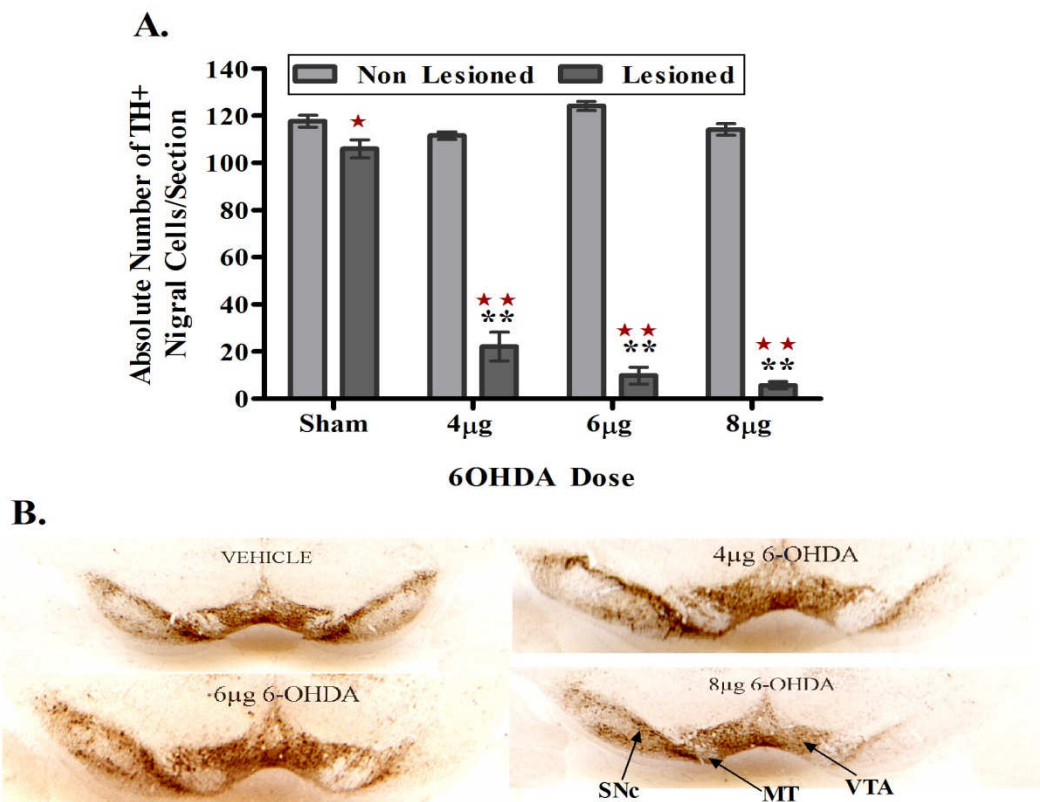 A.
Non Lesioned Lesioned
Absolute Number of TH+
Nigral Cells/Section
140
120
100
80
60
40
20
0
★
★★
**
★★
**
★★
**
Sham 4µg 6µg 8µg
6OHDA Dose
B.
VEHICLE
4µg 6-OHDA
6µg 6-OHDA
8µg 6-OHDA
SNc MT VTA